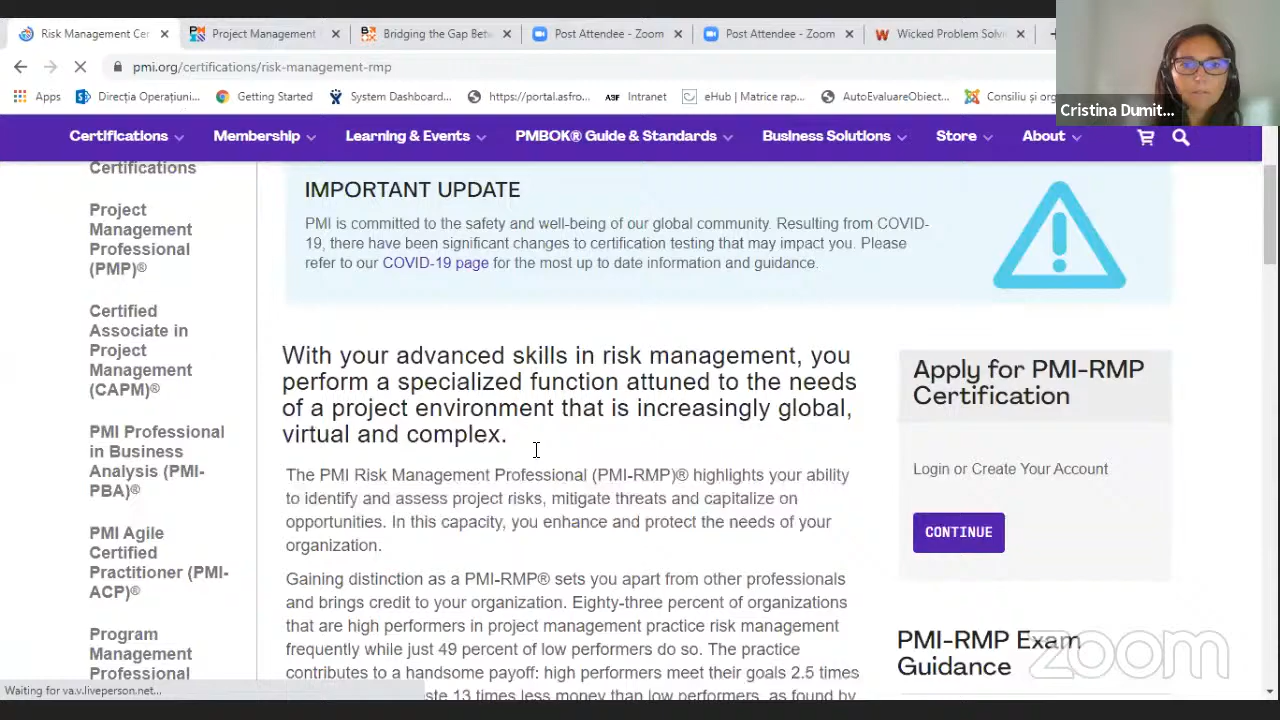 Risk Management Cer
Project Management
Bridging the Gap Betw
Post Attendee - Zoom
Post Attendee - Zoom
Wicked Problem Solvi
pmi.org/certifications/risk-management-rmp
Apps
Direcția Operațiuni...
Getting Started
System Dashboard...
https://portal.asfro...
Intranet
eHub | Matrice rap...
AutoEvaluareObiect...
Consiliu și org
Cristina Dumit...
Certifications
Membership
Learning & Events
PMBOK® Guide & Standards
Business Solutions
Store
About
Certifications
Project
Management
Professional
(PMP)®
Certified
Associate in
Project
Management
(CAPM)®
PMI Professional
in Business
Analysis (PMI-
PBA)®
PMI Agile
Certified
Practitioner (PMI-
ACP)®
Program
Management
Professional
IMPORTANT UPDATE
PMI is committed to the safety and well-being of our global community. Resulting from COVID-
19, there have been significant changes to certification testing that may impact you. Please
refer to our COVID-19 page for the most up to date information and guidance.
With your advanced skills in risk management, you
perform a specialized function attuned to the needs
of a project environment that is increasingly global,
virtual and complex.
The PMI Risk Management Professional (PMI-RMP)® highlights your ability
to identify and assess project risks, mitigate threats and capitalize on
opportunities. In this capacity, you enhance and protect the needs of your
organization.
Gaining distinction as a PMI-RMP® sets you apart from other professionals
and brings credit to your organization. Eighty-three percent of organizations
that are high performers in project management practice risk management
frequently while just 49 percent of low performers do so. The practice
contributes to a handsome payoff: high performers meet their goals 2.5 times
13 times less money than low performers, as found by
Apply for PMI-RMP
Certification
Login or Create Your Account
CONTINUE
PMI-RMP Exam
Guidance
zoom
Waiting for va.v.liveperson.net...